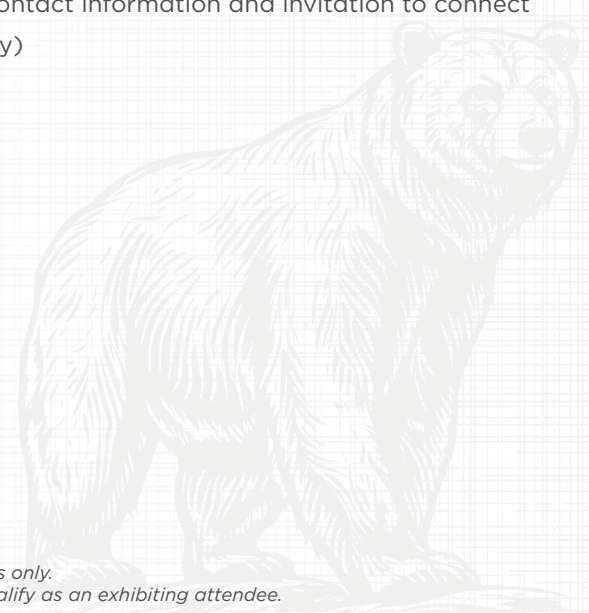 ontact information and invitation to connect
y)
s only.
alify as an exhibiting attendee.